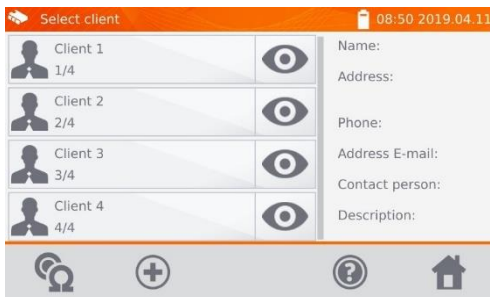 Select client
08:50 2019.04.11
Client 1
1/4
Client 2
2/4
Client 3
3/4
Client 4
4/4
Name:
Address:
Phone:
Address E-mail:
Contact person:
Description: